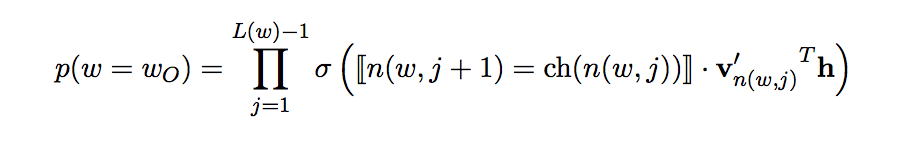 p(w = w_O) = \prod_{j=1}^{L(w)-1} \sigma \left( [\![ n(w, j + 1) = \mathrm{ch}(n(w, j)) ]\!] \cdot {\mathbf{v}'_{n(w,j)}}^T \mathbf{h} \right)